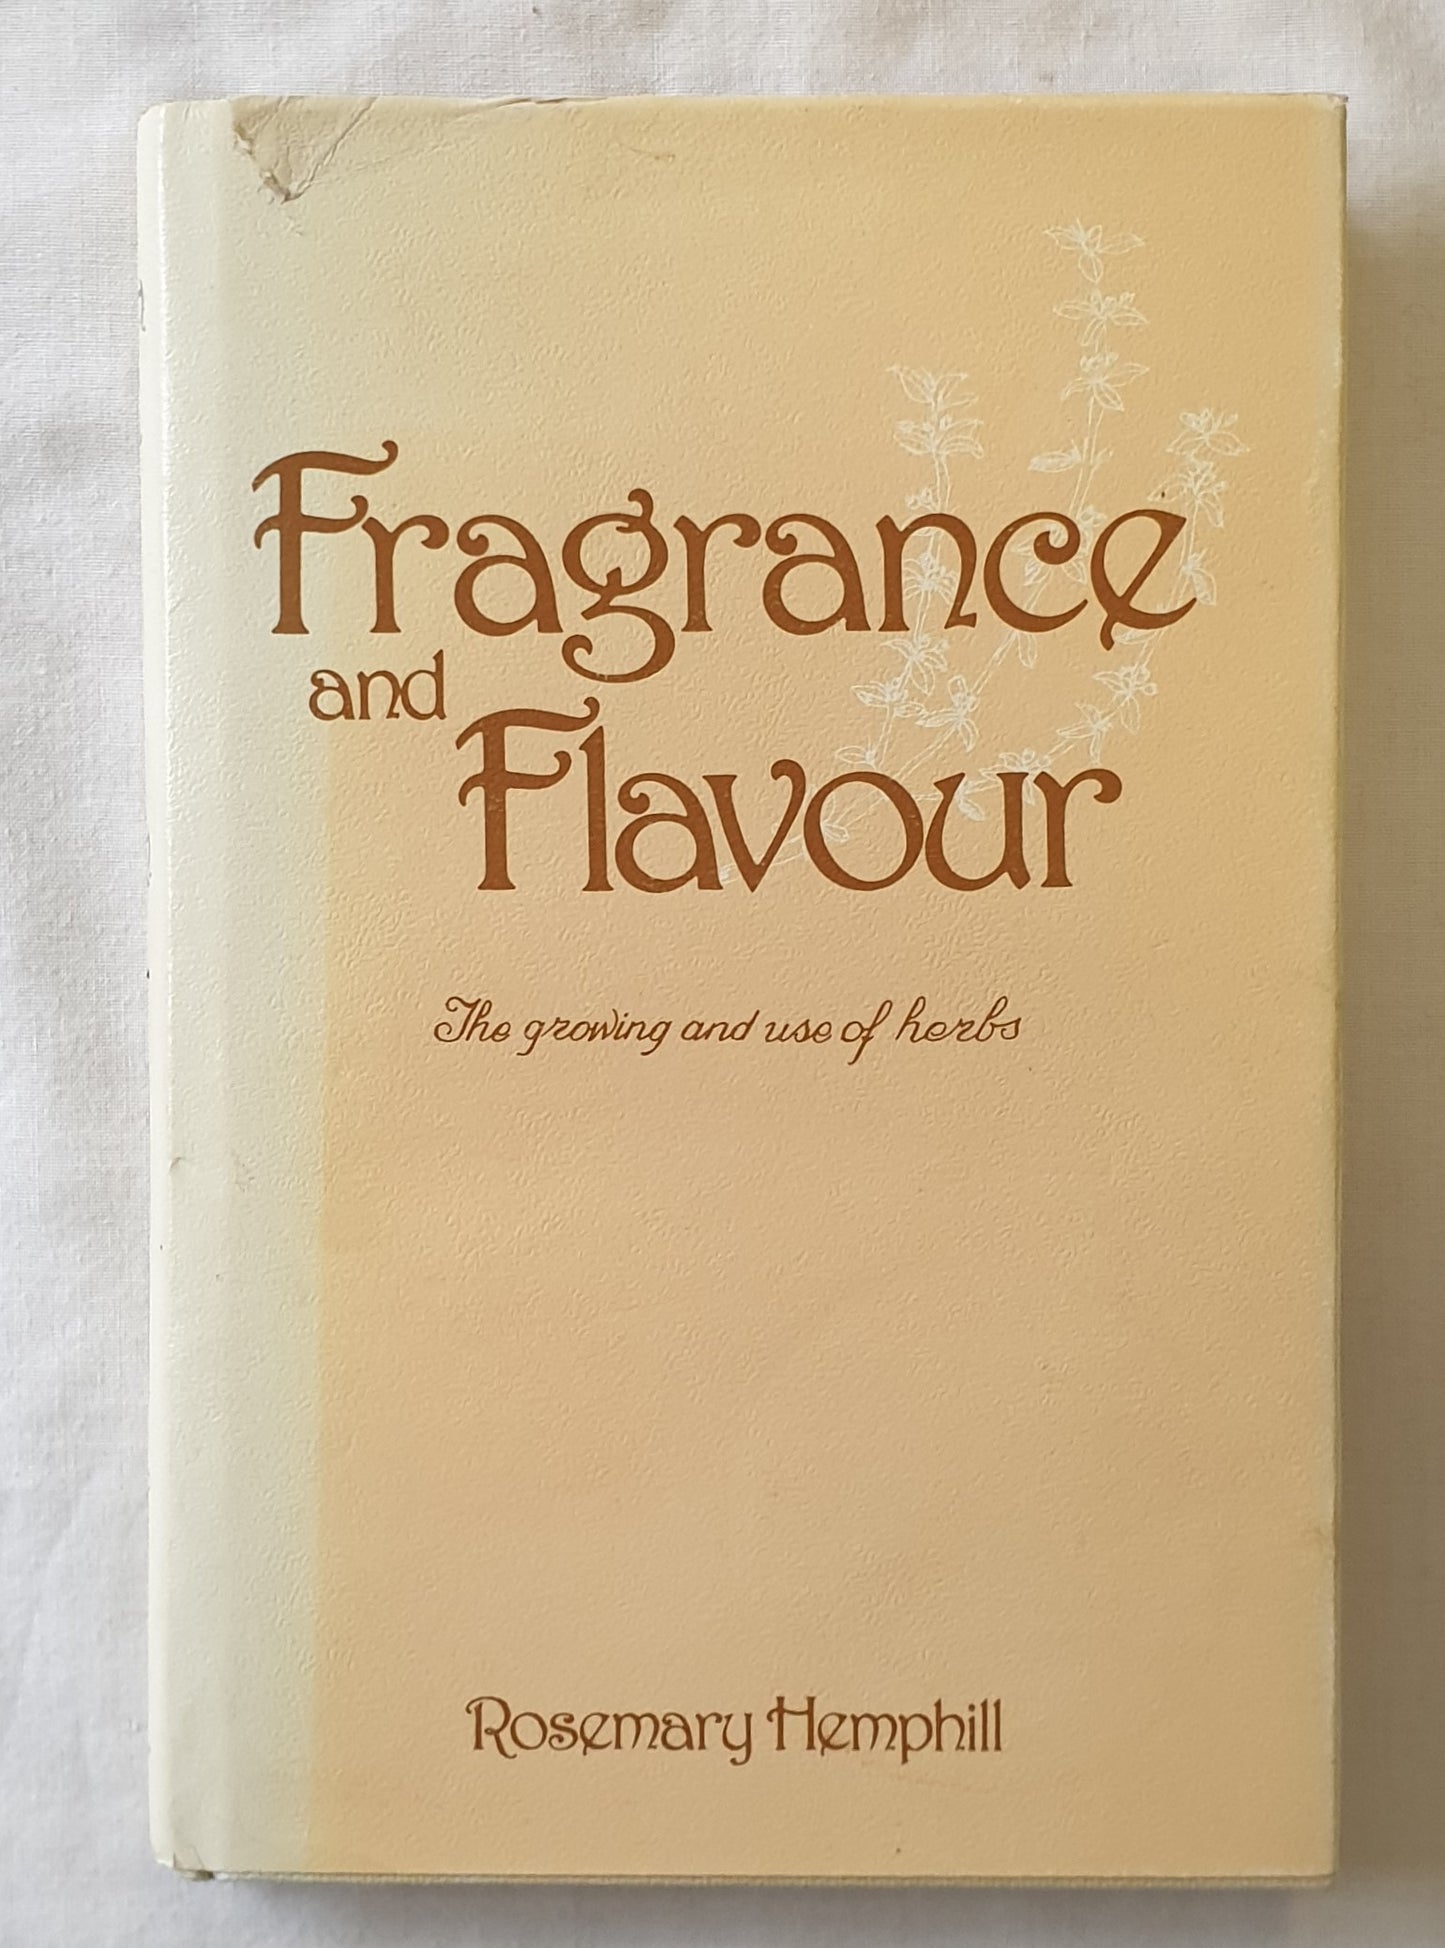 Fragrance
and
Flavour
The growing and use of herbs
Rosemary Hemphill